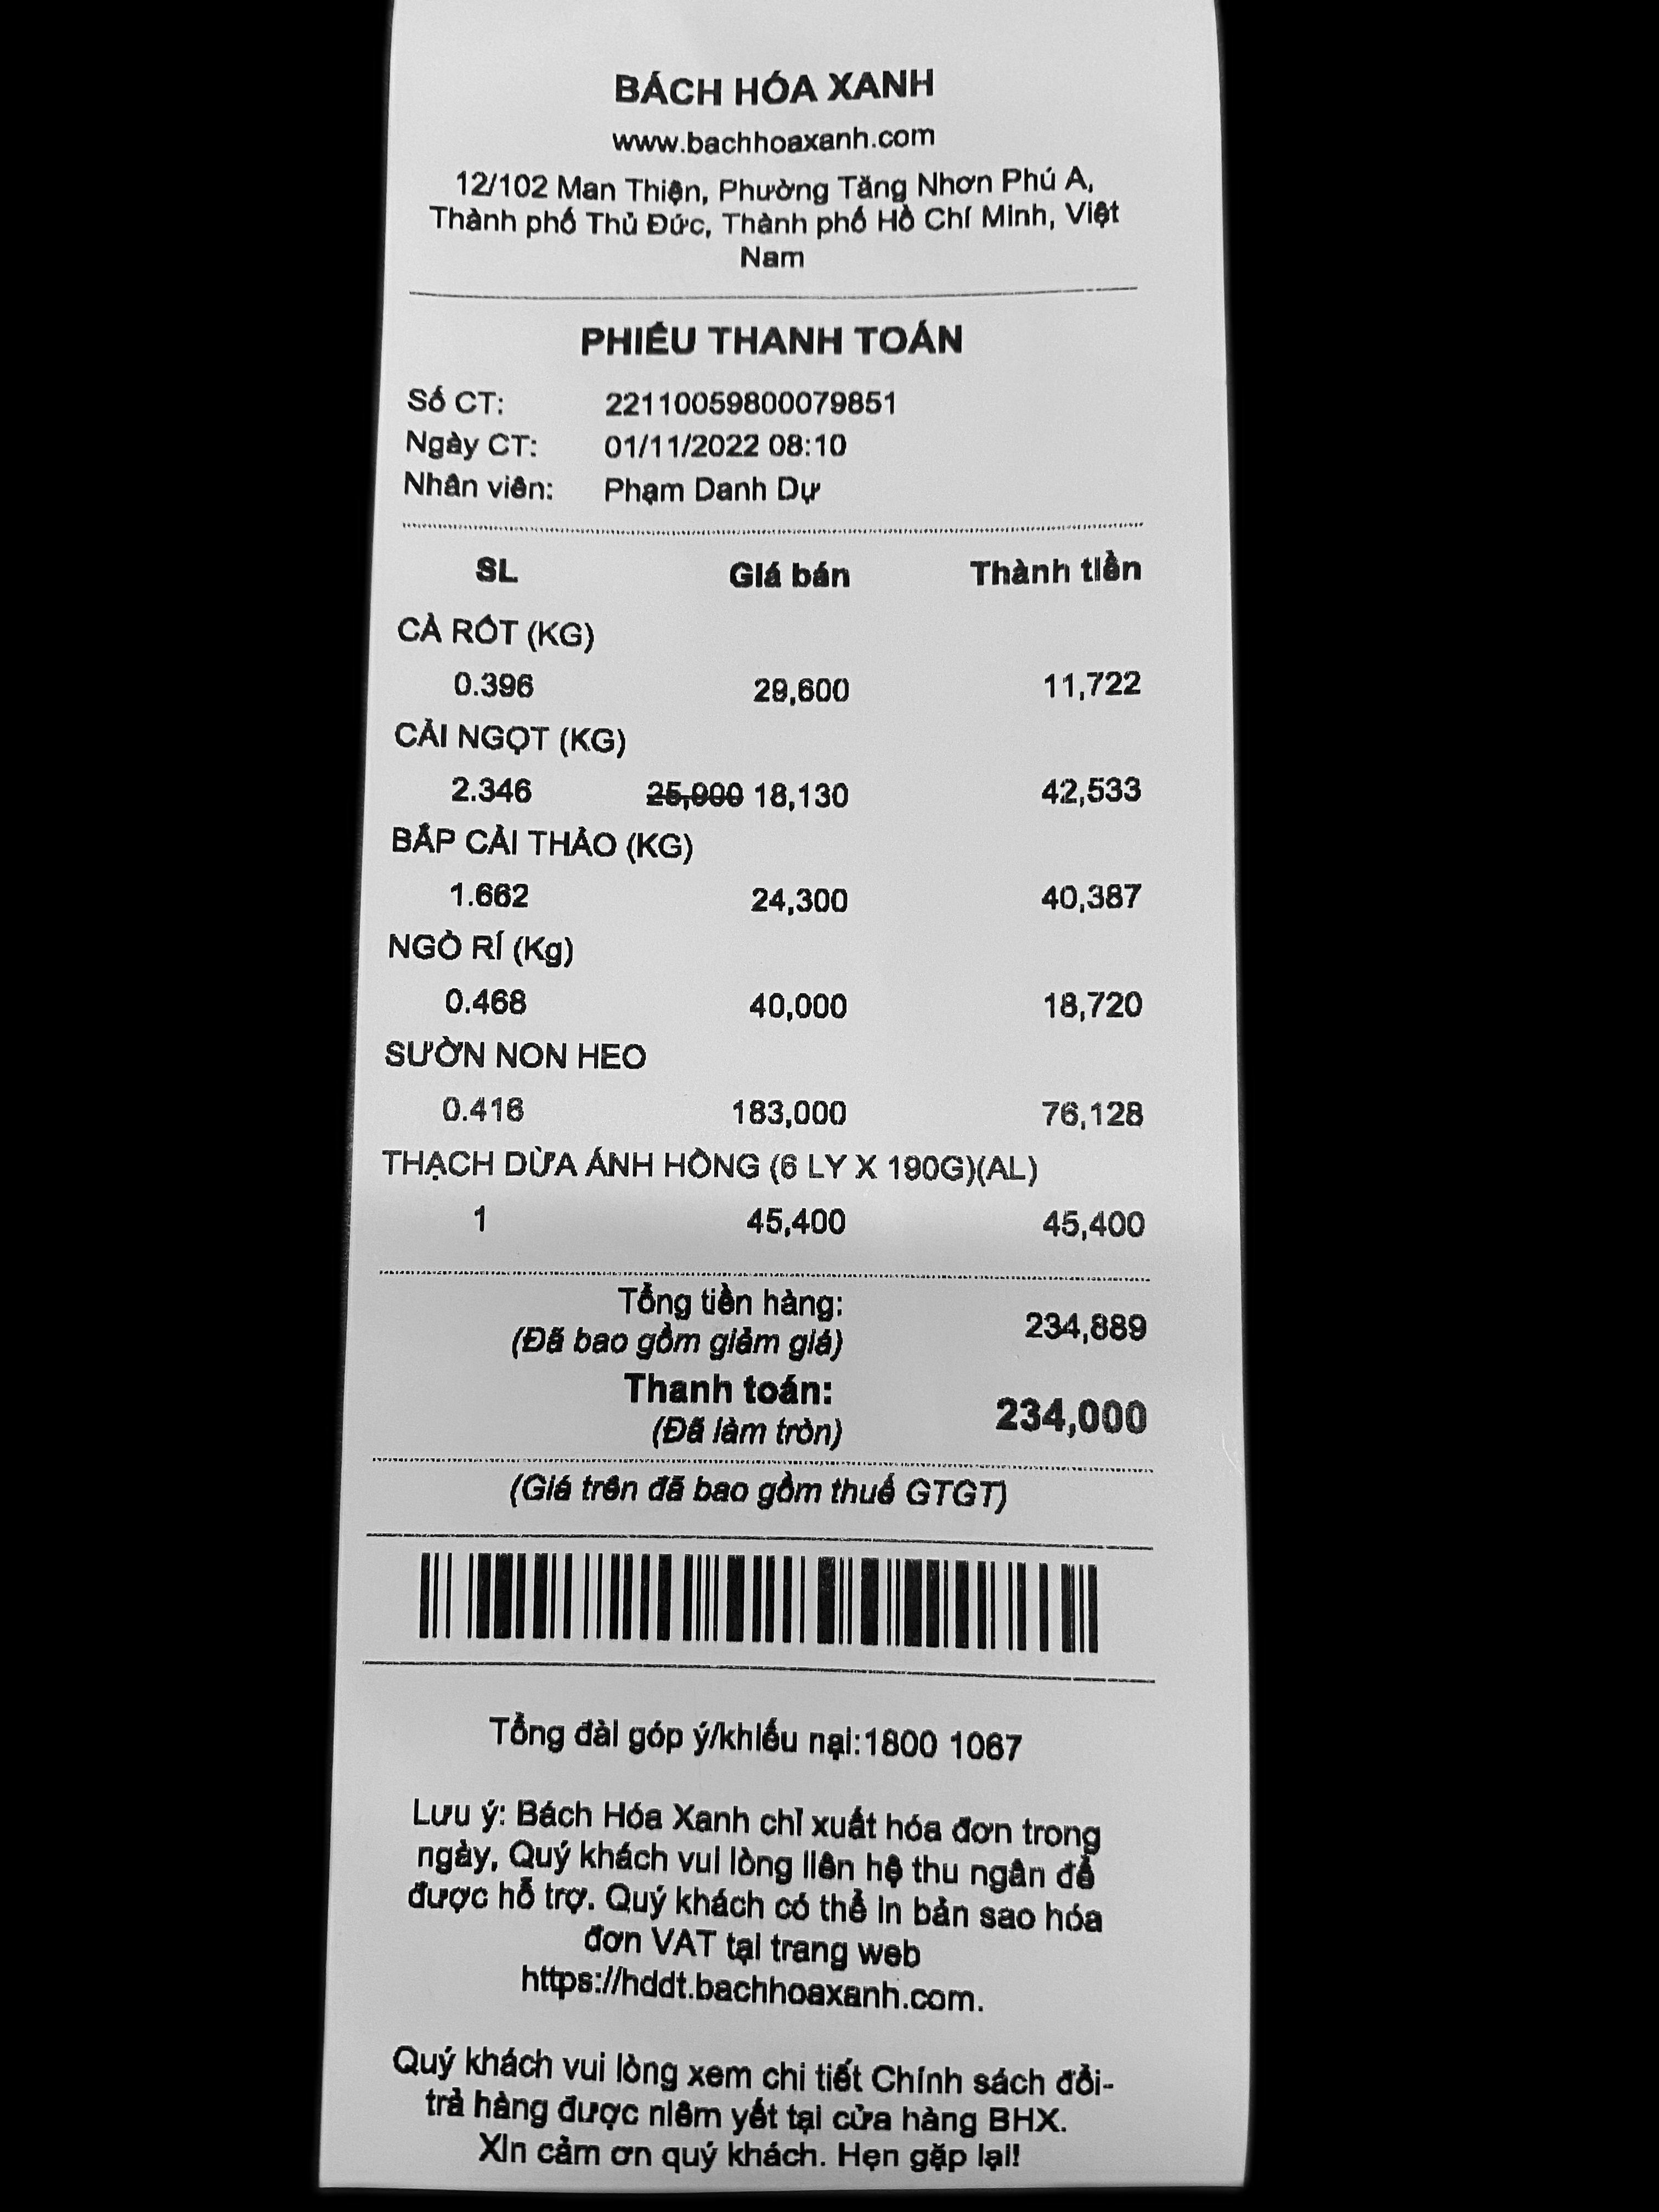 BÁCH HÓA XANH
www.bachhoaxanh.com
12/102 Man Thiện, Phường Tăng Nhơn Phú A,
Thành phố Thủ Đức, Thành phố Hồ Chí Minh, Việt
Nam
PHIẾU THANH TOÁN
Số CT: 22110059800079851
Ngày CT: 01/11/2022 08:10
Nhân viên: Phạm Danh Dự
SL Giá bán Thành tiền
CÀ RỐT (KG)
0.396 29,600 11,722
CẢI NGỌT (KG)
2.346 25,900 18,130 42,533
BẮP CẢI THẢO (KG)
1.662 24,300 40,387
NGÒ RÍ (Kg)
0.468 40,000 18,720
SƯỜN NON HEO
0.416 183,000 76,128
THẠCH DỪA ÁNH HỒNG (6 LY X 190G)(AL)
1 45,400 45,400
Tổng tiền hàng: 234,889
(Đã bao gồm giảm giá)
Thanh toán: 234,000
(Đã làm tròn)
(Giá trên đã bao gồm thuế GTGT)
Tổng đài góp ý/khiếu nại:1800 1067
Lưu ý: Bách Hóa Xanh chỉ xuất hóa đơn trong
ngày, Quý khách vui lòng liên hệ thu ngân để
được hỗ trợ. Quý khách có thể in bản sao hóa
đơn VAT tại trang web
https://hddt.bachhoaxanh.com.
Quý khách vui lòng xem chi tiết Chính sách đổi-
trả hàng được niêm yết tại cửa hàng BHX.
Xin cảm ơn quý khách. Hẹn gặp lại!